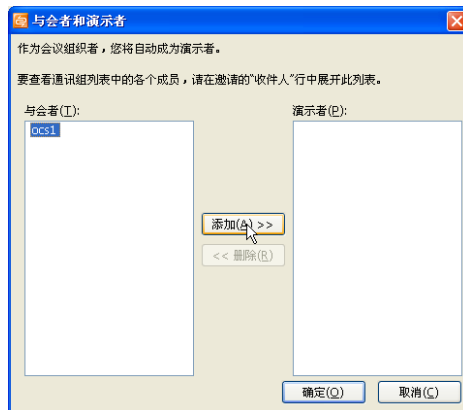 与会者和演示者
作为会议组织者，您将自动成为演示者。
要查看通讯组列表中的各个成员，请在邀请的“收件人”行中展开此列表。
与会者(T):
演示者(P):
ocs1
添加(A) >>
<< 删除(R)
确定(O)
取消(C)